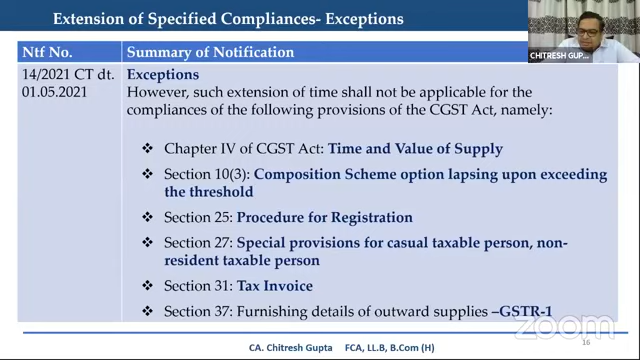 Extension of Specified Compliances- Exceptions
CHITRESH GUP...
Ntf No.
Summary of Notification
14/2021 CT dt.
01.05.2021
Exceptions
However, such extension of time shall not be applicable for the
compliances of the following provisions of the CGST Act, namely:
❖ Chapter IV of CGST Act: Time and Value of Supply
❖ Section 10(3): Composition Scheme option lapsing upon exceeding
the threshold
❖ Section 25: Procedure for Registration
❖ Section 27: Special provisions for casual taxable person, non-
resident taxable person
❖ Section 31: Tax Invoice
❖ Section 37: Furnishing details of outward supplies –GSTR-1
zoom
CA. Chitresh Gupta FCA, LL.B, B.Com (H)
16